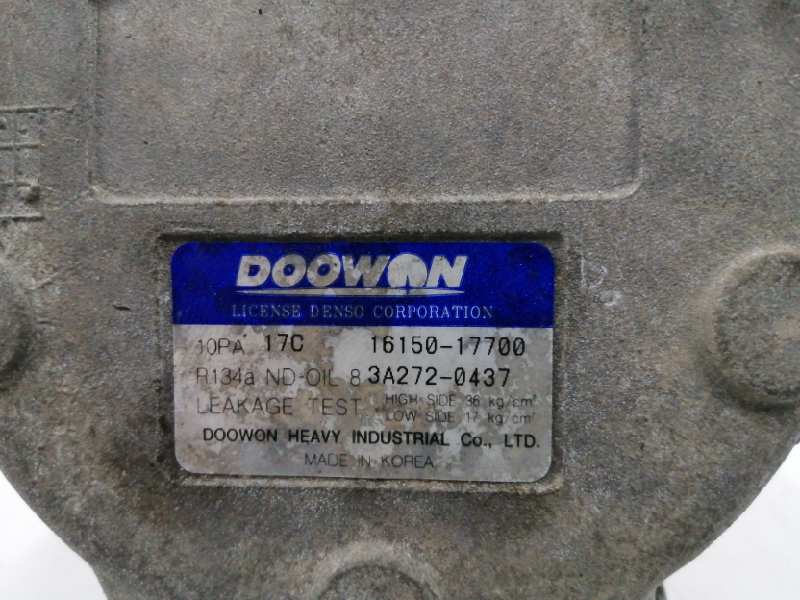 DOOWON
LICENSE DENSO CORPORATION
10PA 17C 16150-17700
R134a ND-OIL 8 3A272-0437
LEAKAGE TEST HIGH SIDE 36 kg/cm²
LOW SIDE 17 kg/cm²
DOOWON HEAVY INDUSTRIAL Co., LTD.
MADE IN KOREA